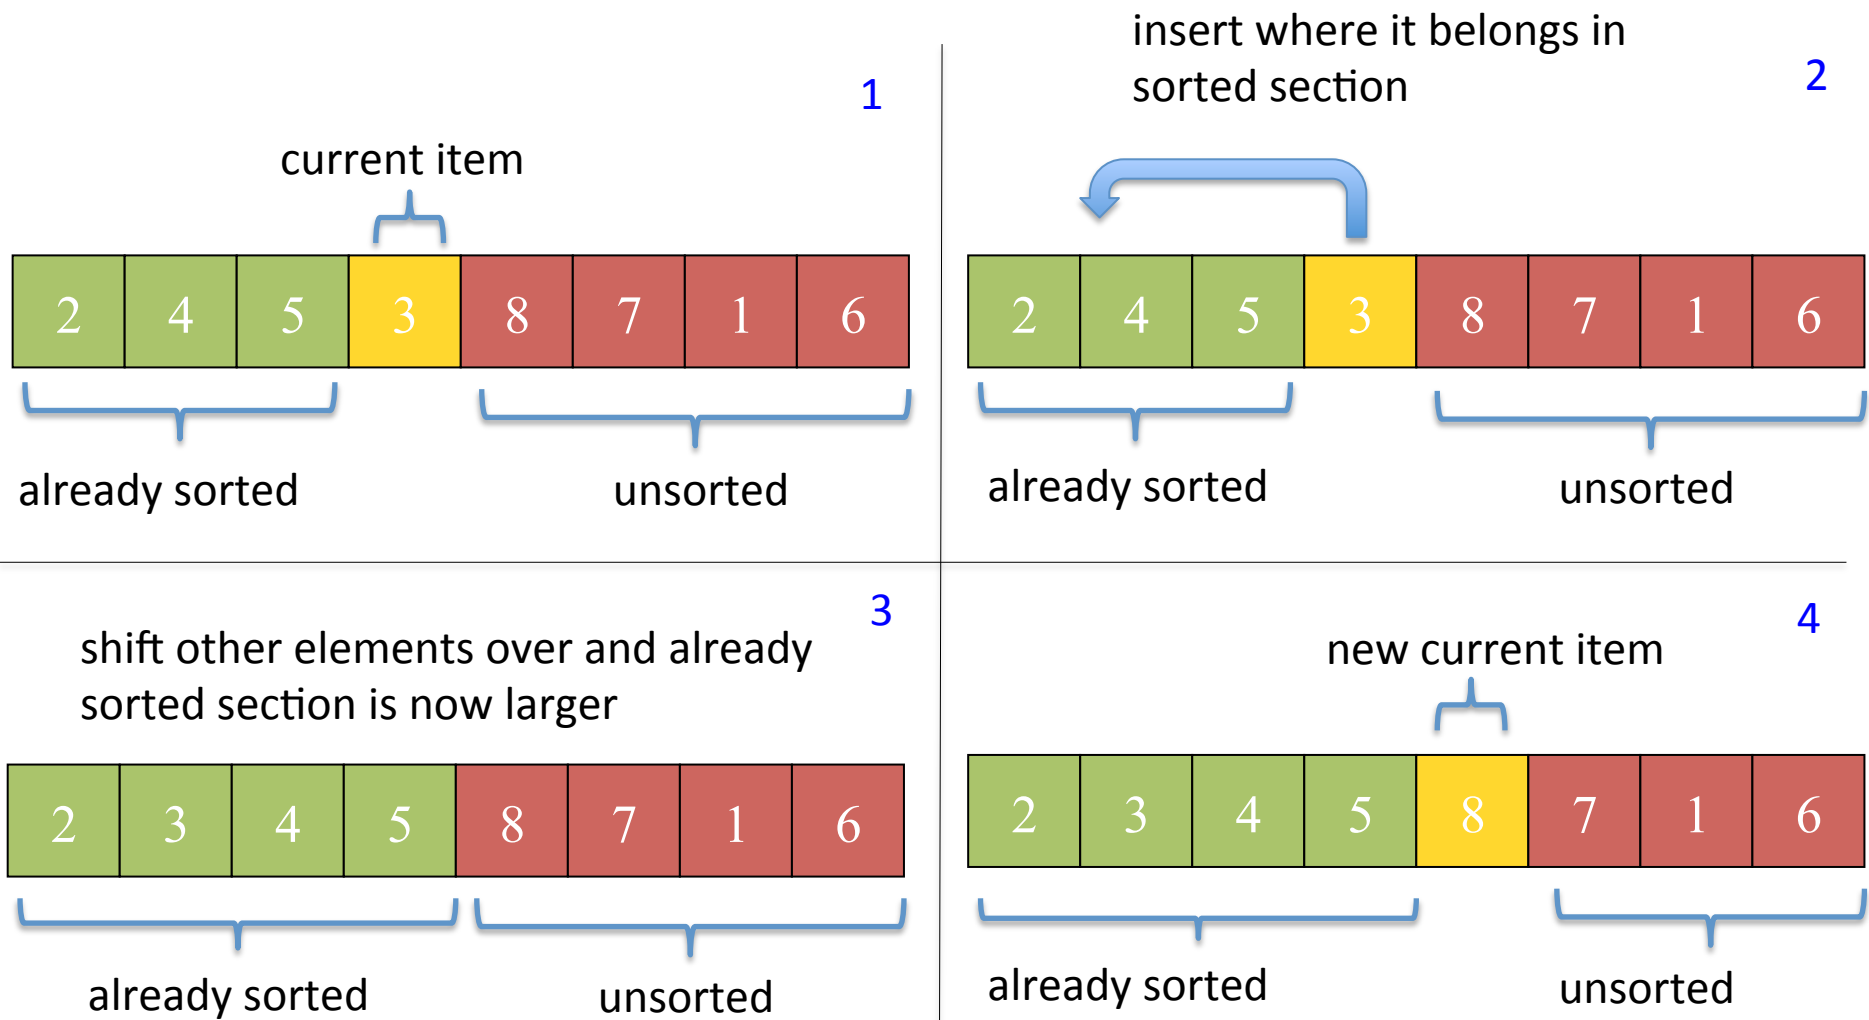 1
current item
2 4 5 3 8 7 1 6
already sorted unsorted
insert where it belongs in
sorted section
2
2 4 5 3 8 7 1 6
already sorted unsorted
3
shift other elements over and already
sorted section is now larger
2 3 4 5 8 7 1 6
already sorted unsorted
4
new current item
2 3 4 5 8 7 1 6
already sorted unsorted